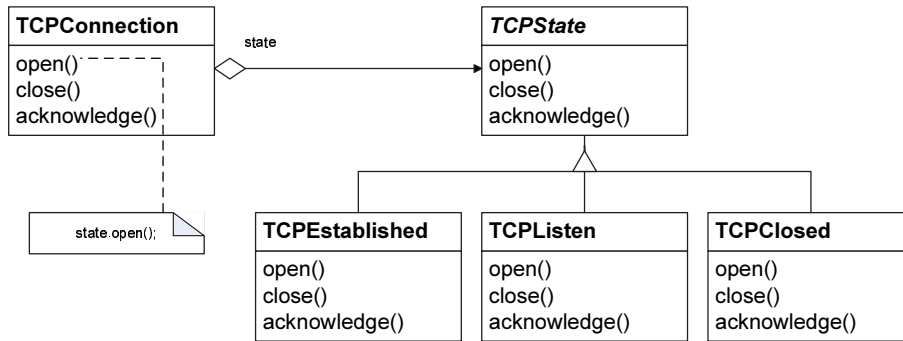 TCPConnection
open()
close()
acknowledge()
state
TCPState
open()
close()
acknowledge()
state.open();
TCPEstablished
open()
close()
acknowledge()
TCPListen
open()
close()
acknowledge()
TCPClosed
open()
close()
acknowledge()